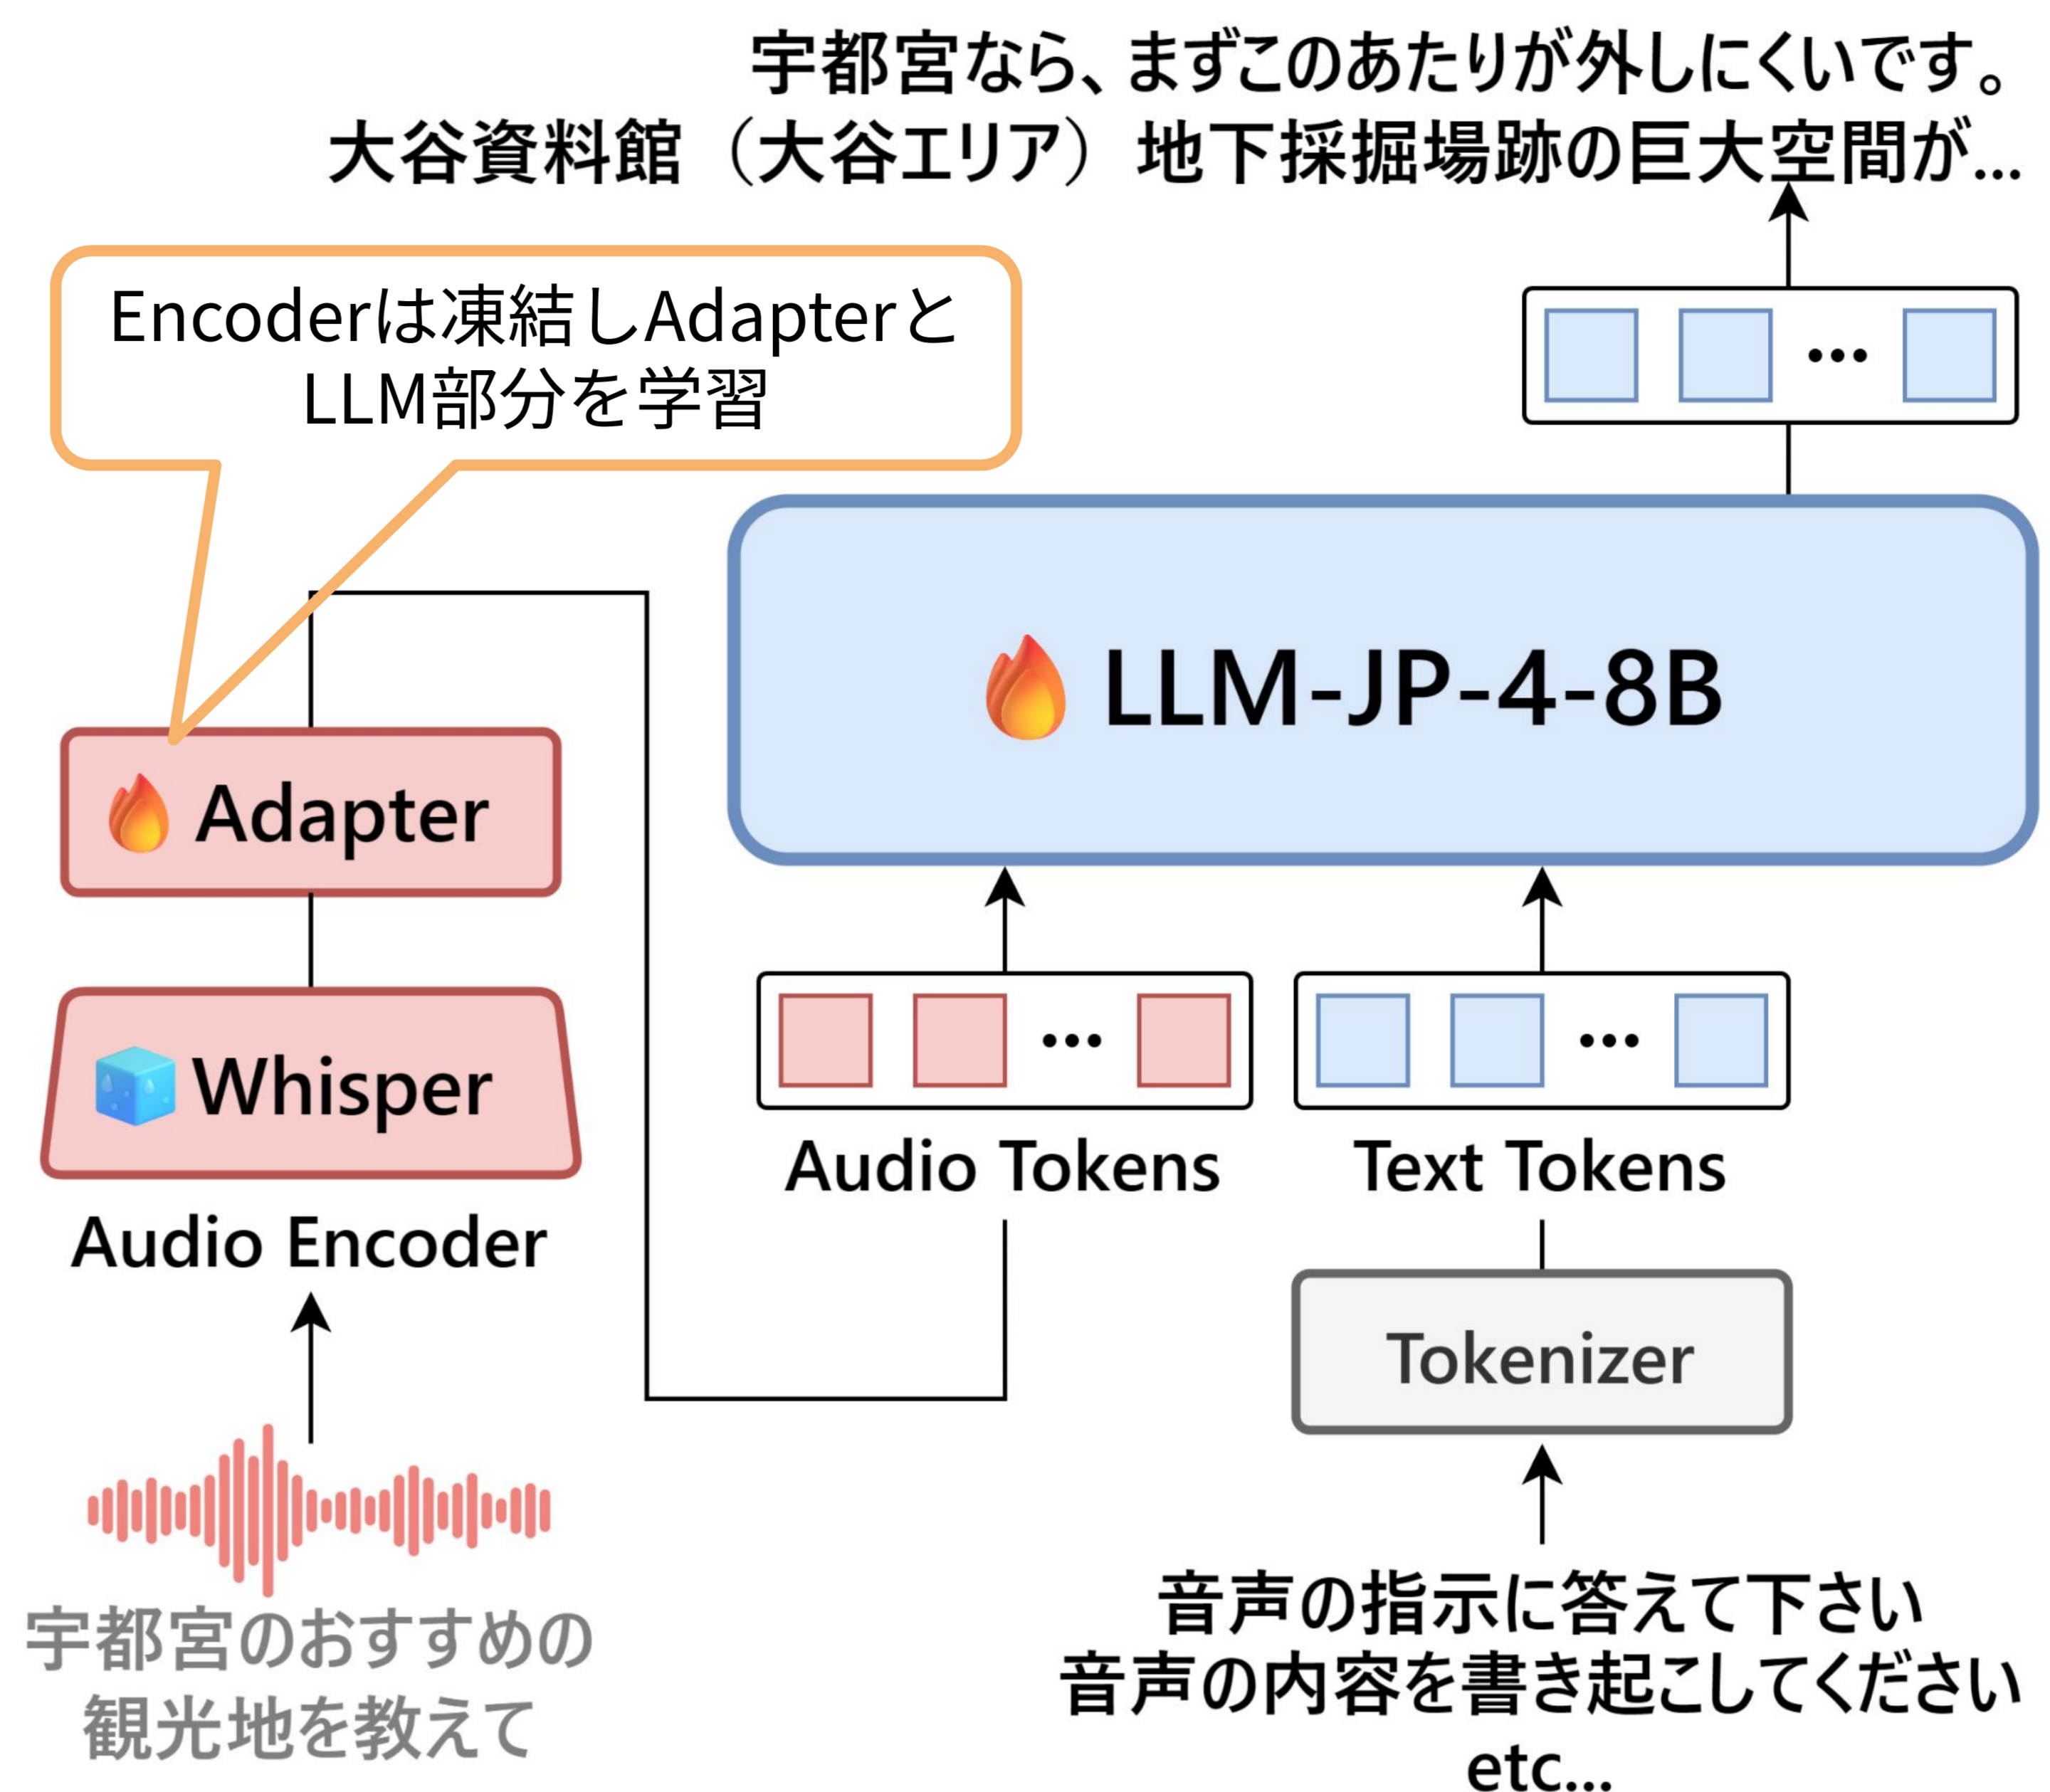 宇都宮なら、まずこのあたりが外しにくいです。
大谷資料館（大谷エリア）地下採掘場跡の巨大空間が...
Encoderは凍結しAdapterと
LLM部分を学習
LLM-JP-4-8B
Adapter
Whisper
Audio Encoder
Audio Tokens
Text Tokens
Tokenizer
宇都宮のおすすめの
観光地を教えて
音声の指示に答えて下さい
音声の内容を書き起こしてください
etc...